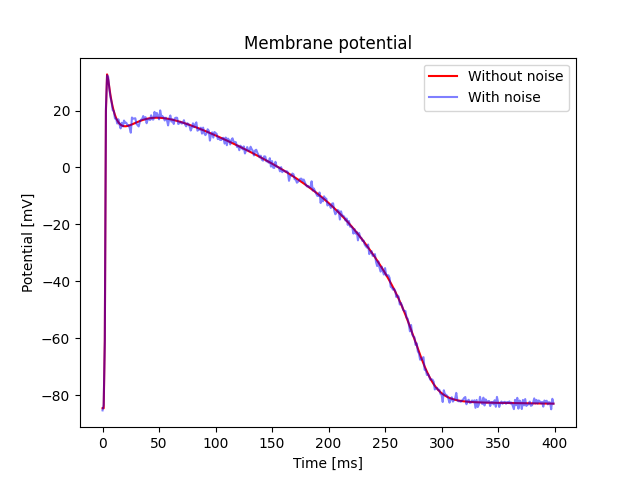 Membrane potential
Without noise
With noise
20
0
−20
−40
−60
−80
Potential [mV]
0 50 100 150 200 250 300 350 400
Time [ms]